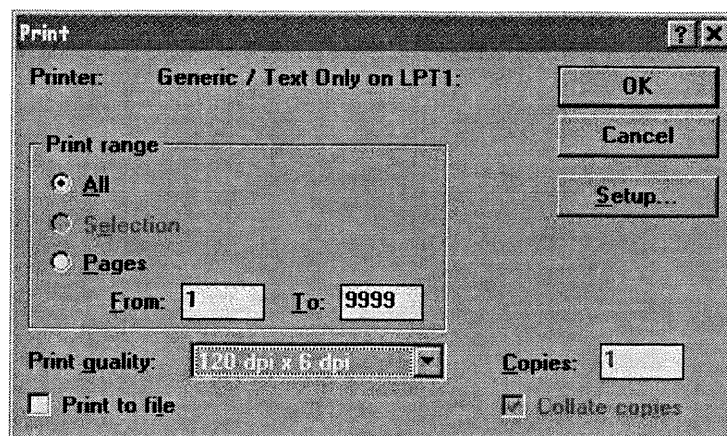 Print
Printer: Generic / Text Only on LPT1:
OK
Cancel
Setup...
Print range
All
Selection
Pages
From: 1 To: 9999
Print quality: 120 dpi x 6 dpi
Copies: 1
Print to file
Collate copies